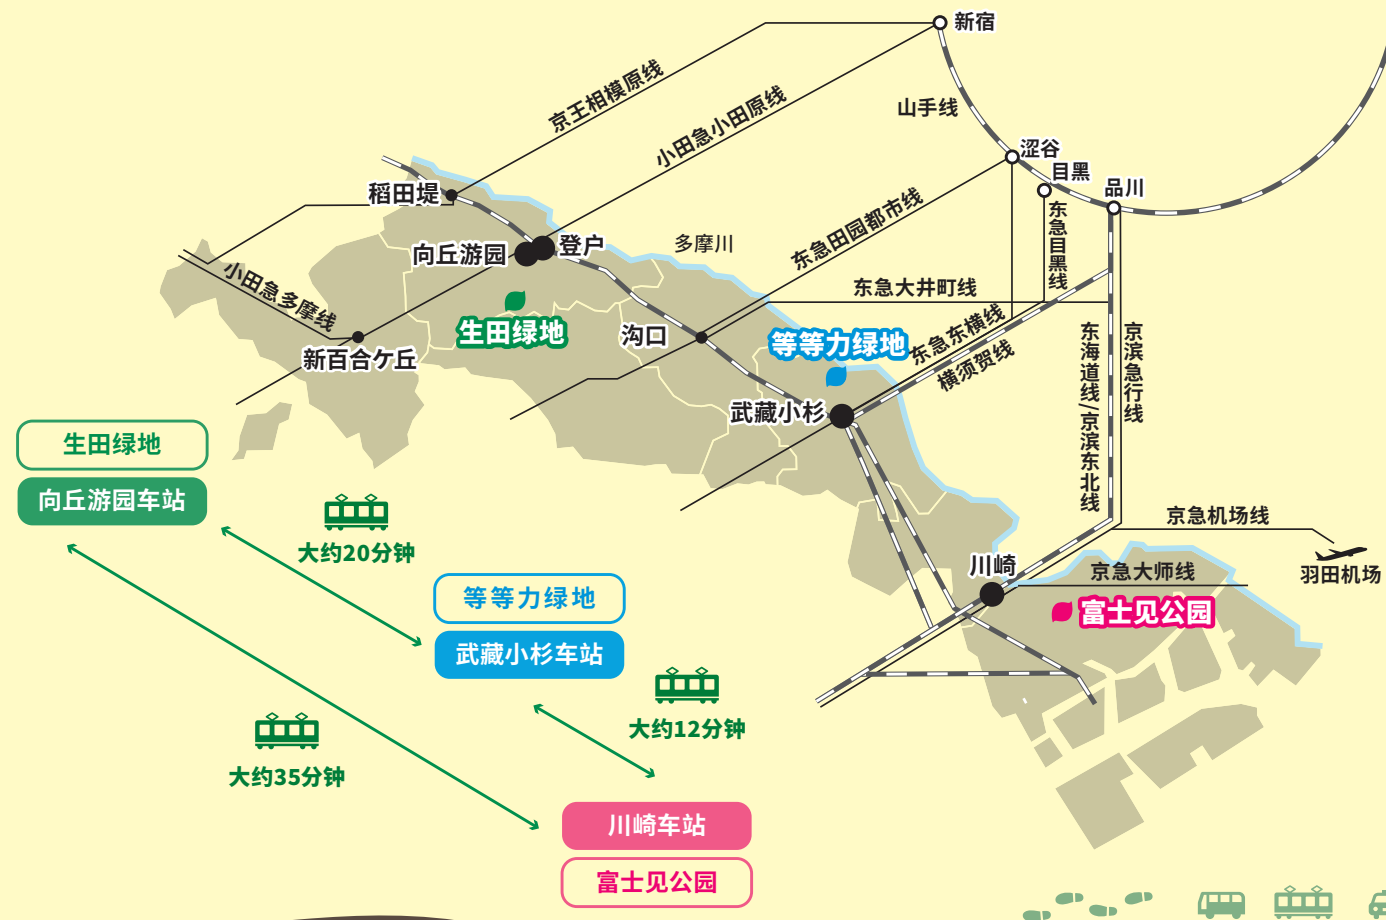 新宿
京王相模原线
小田急小田原线
山手线
涩谷
目黑
品川
稻田堤
东急目黑线
东急田园都市线
向丘游园
登户
多摩川
小田急多摩线
东急大井町线
生田绿地
沟口
等等力绿地
东急东横线
横须贺线
东海道线/京滨东北线
京滨急行线
新百合ケ丘
武藏小杉
生田绿地
向丘游园车站
大约20分钟
京急机场线
羽田机场
川崎
京急大师线
富士见公园
等等力绿地
武藏小杉车站
大约12分钟
大约35分钟
川崎车站
富士见公园